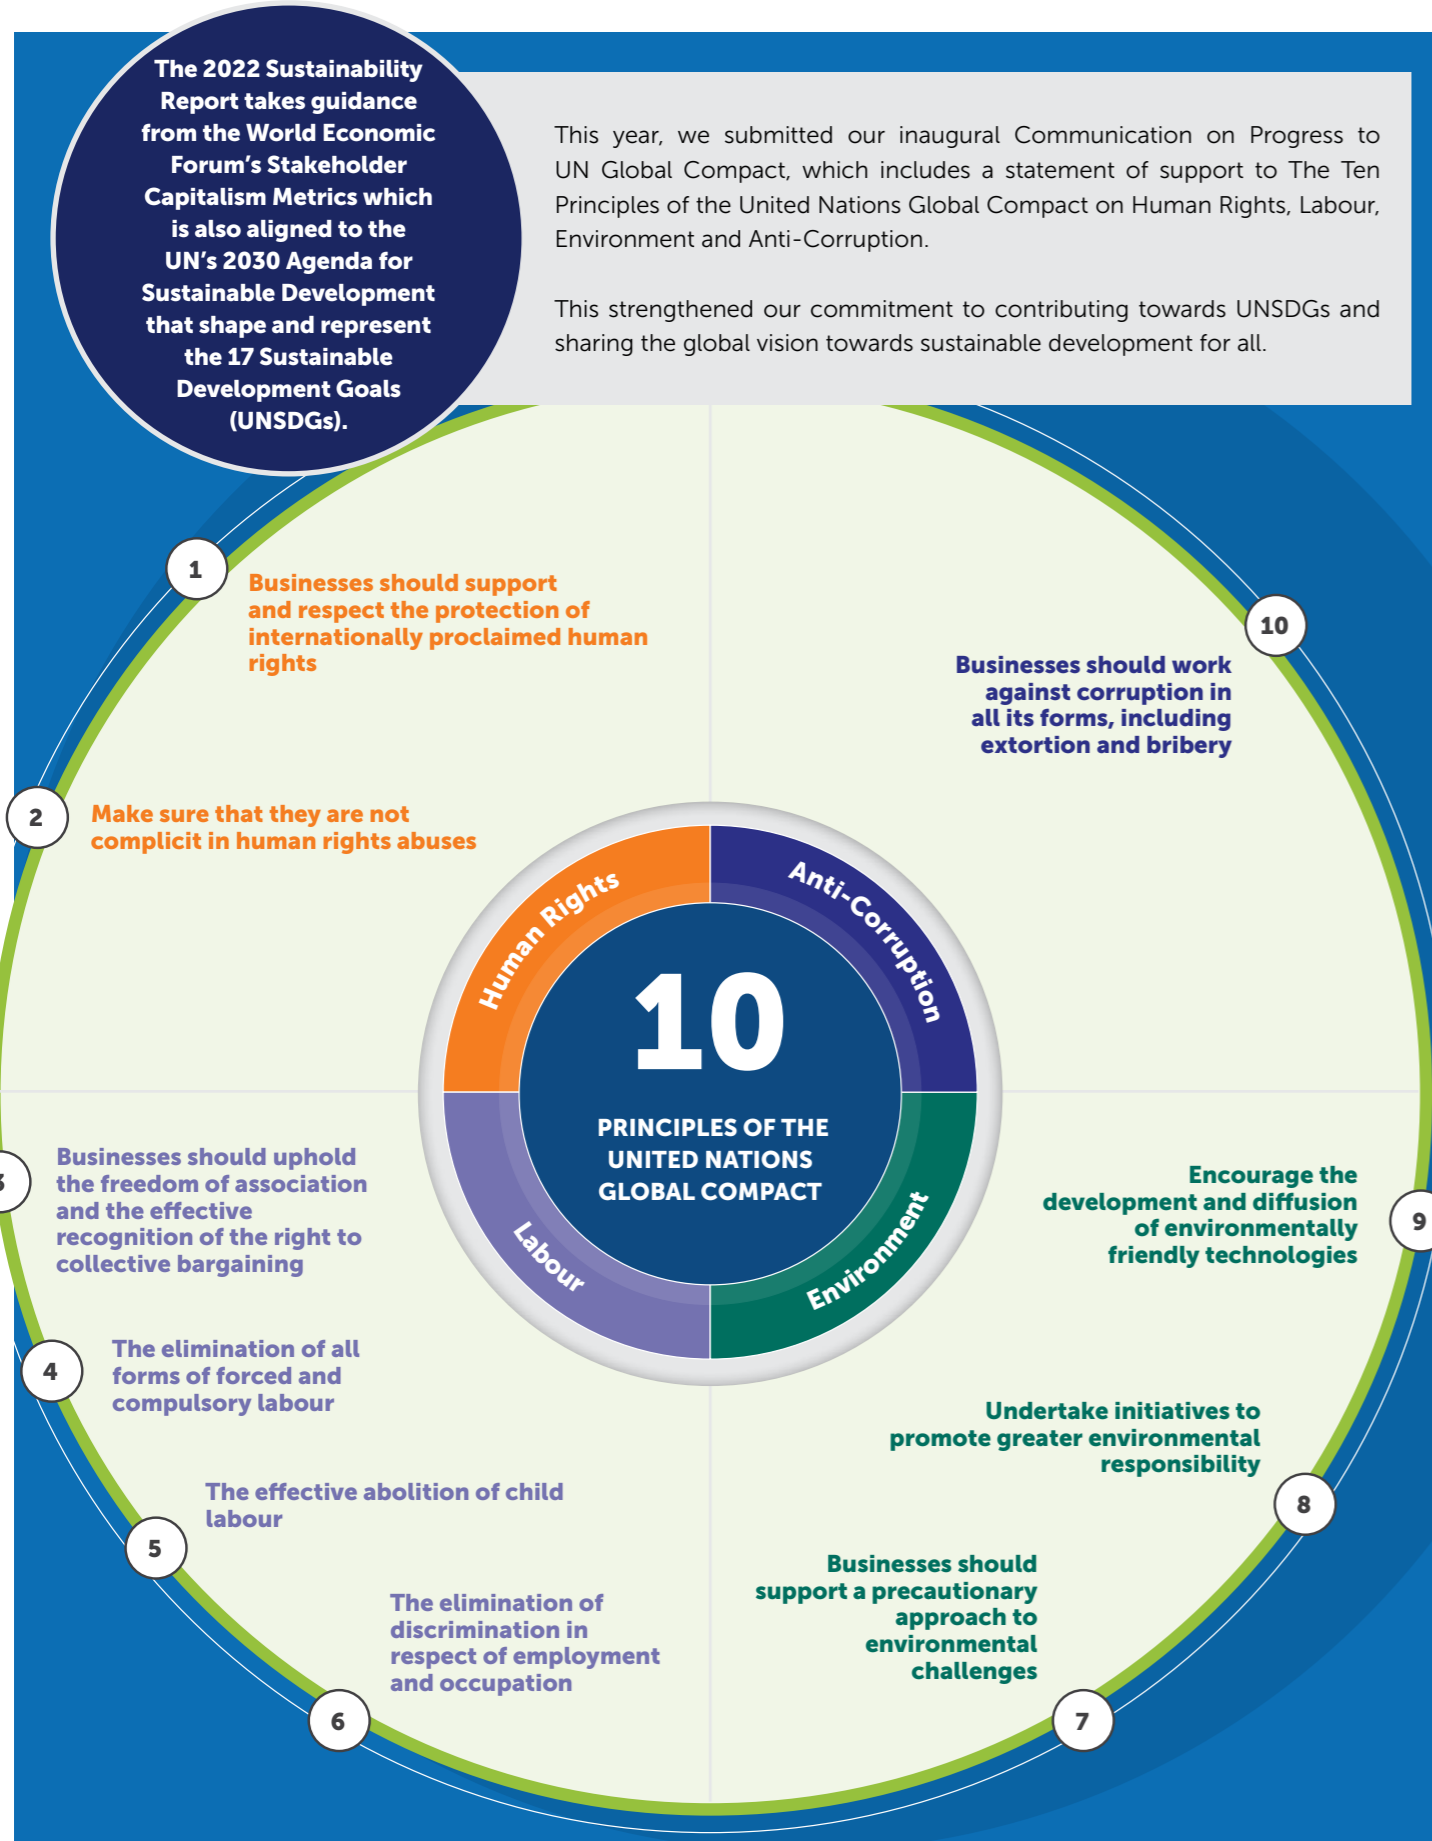 The 2022 Sustainability
Report takes guidance
from the World Economic
Forum's Stakeholder
Capitalism Metrics which
is also aligned to the
UN's 2030 Agenda for
Sustainable Development
that shape and represent
the 17 Sustainable
Development Goals
(UNSDGs).
This year, we submitted our inaugural Communication on Progress to
UN Global Compact, which includes a statement of support to The Ten
Principles of the United Nations Global Compact on Human Rights, Labour,
Environment and Anti-Corruption.
This strengthened our commitment to contributing towards UNSDGs and
sharing the global vision towards sustainable development for all.
1
Businesses should support
and respect the protection of
internationally proclaimed human
rights
2
Make sure that they are not
complicit in human rights abuses
3
Businesses should uphold
the freedom of association
and the effective
recognition of the right to
collective bargaining
4
The elimination of all
forms of forced and
compulsory labour
5
The effective abolition of child
labour
6
The elimination of
discrimination in
respect of employment
and occupation
7
Businesses should
support a precautionary
approach to
environmental
challenges
8
Undertake initiatives to
promote greater environmental
responsibility
9
Encourage the
development and diffusion
of environmentally
friendly technologies
10
Businesses should work
against corruption in
all its forms, including
extortion and bribery
Human Rights
Anti-Corruption
Labour
Environment
10
PRINCIPLES OF THE
UNITED NATIONS
GLOBAL COMPACT